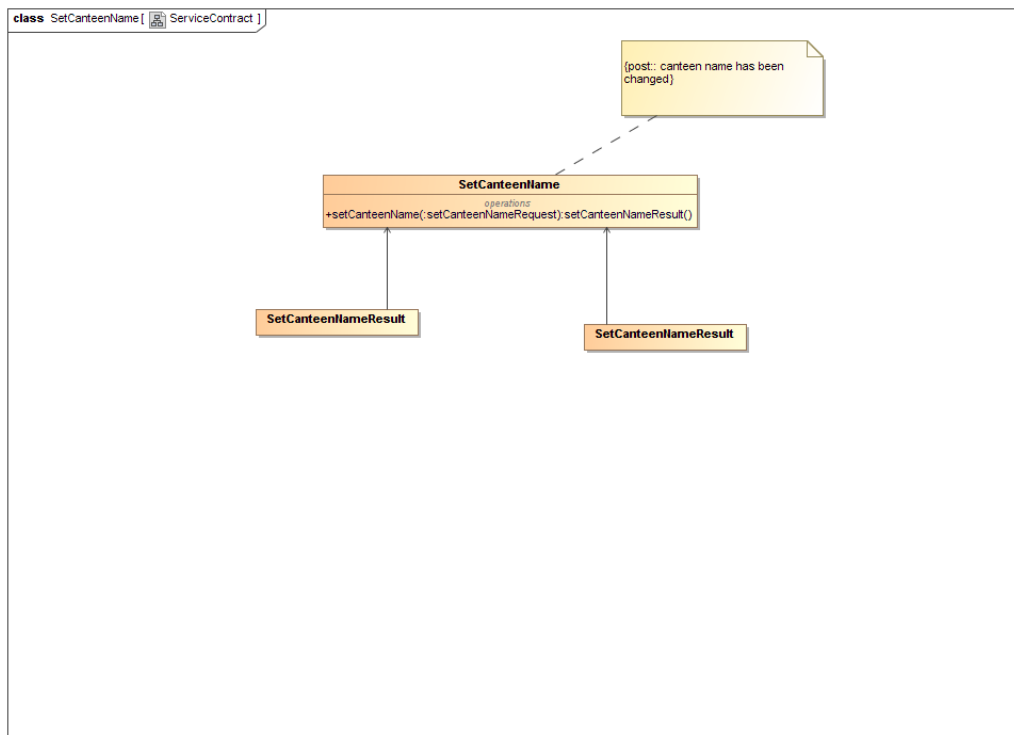 class SetCanteenName [ ServiceContract ]
{post:: canteen name has been
changed}
SetCanteenName
operations
+setCanteenName(:setCanteenNameRequest):setCanteenNameResult()
SetCanteenNameResult
SetCanteenNameResult